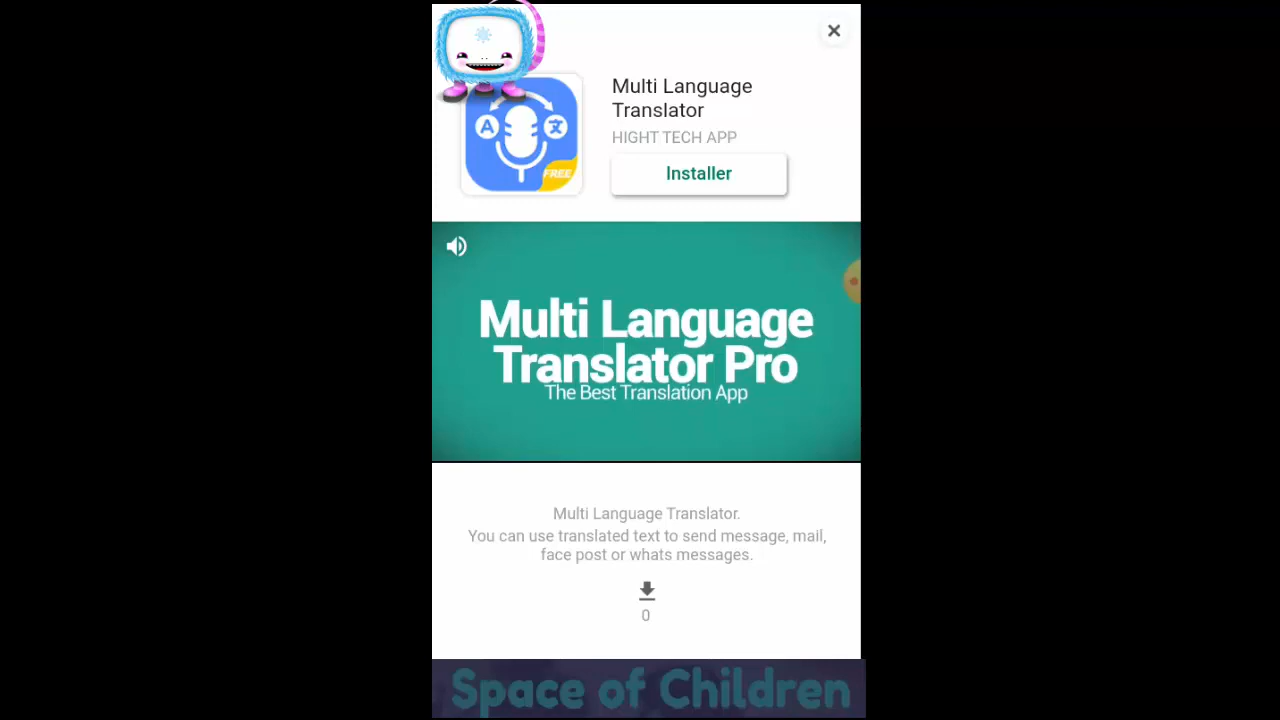 Multi Language
Translator
HIGHT TECH APP
Installer
A
文
FREE
Multi Language
Translator Pro
The Best Translation App
Multi Language Translator.
You can use translated text to send message, mail,
face post or whats messages.
0
Space of Children